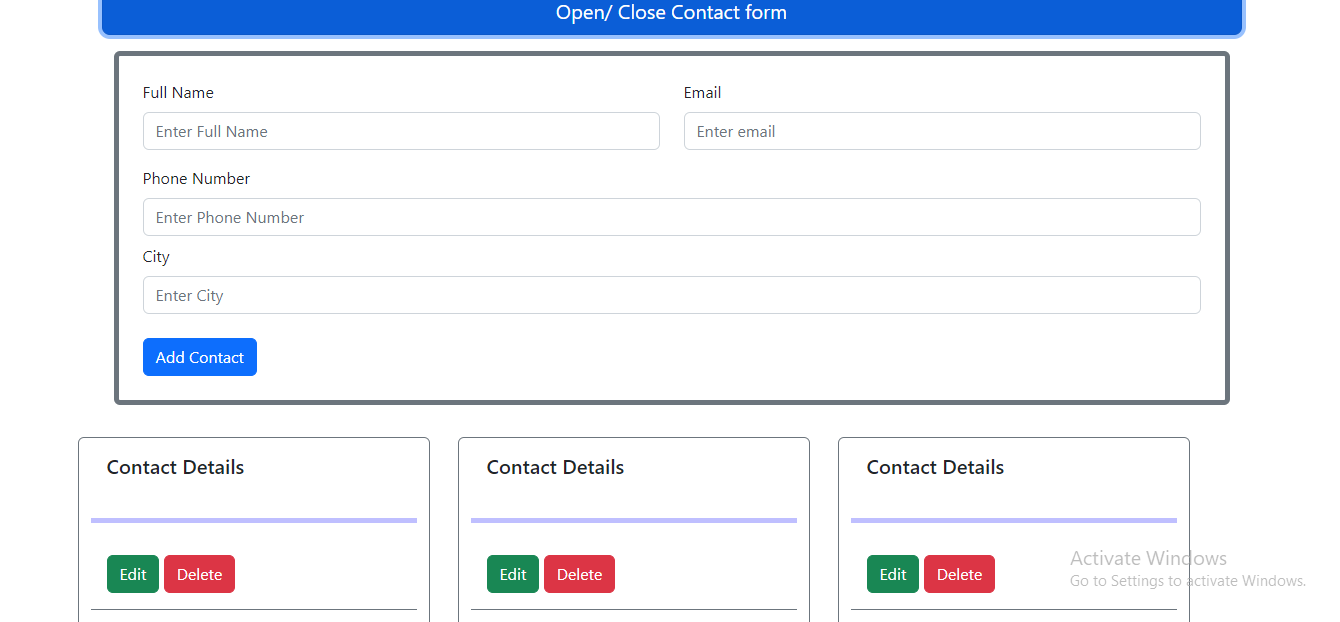 Open/ Close Contact form
Full Name
Email
Enter Full Name
Enter email
Phone Number
Enter Phone Number
City
Enter City
Add Contact
Contact Details
Contact Details
Contact Details
Edit
Delete
Edit
Delete
Edit
Delete
Activate Windows
Go to Settings to activate Windows.